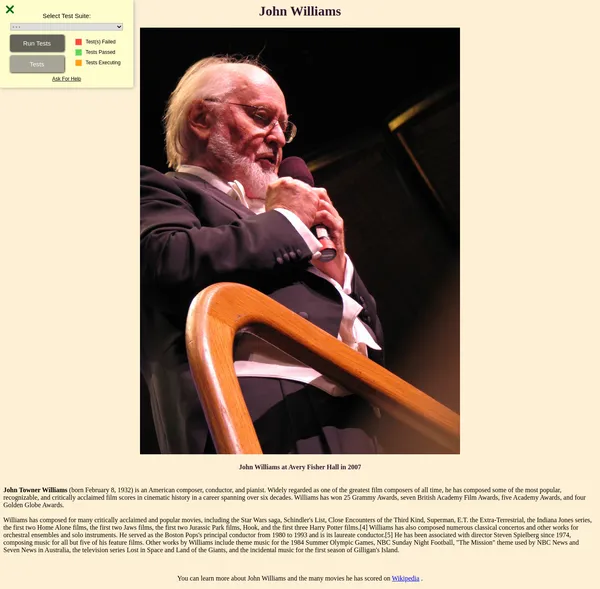 John Williams
Select Test Suite:
- - -
Run Tests
Test(s) Failed
Tests Passed
Tests
Tests Executing
Ask For Help
John Williams at Avery Fisher Hall in 2007
John Towner Williams (born February 8, 1932) is an American composer, conductor, and pianist. Widely regarded as one of the greatest film composers of all time, he has composed some of the most popular,
recognizable, and critically acclaimed film scores in cinematic history in a career spanning over six decades. Williams has won 25 Grammy Awards, seven British Academy Film Awards, five Academy Awards, and four
Golden Globe Awards.
Williams has composed for many critically acclaimed and popular movies, including the Star Wars saga, Schindler's List, Close Encounters of the Third Kind, Superman, E.T. the Extra-Terrestrial, the Indiana Jones series,
the first two Home Alone films, the first two Jaws films, the first two Jurassic Park films, Hook, and the first three Harry Potter films.[4] Williams has also composed numerous classical concertos and other works for
orchestral ensembles and solo instruments. He served as the Boston Pops's principal conductor from 1980 to 1993 and is its laureate conductor.[5] He has been associated with director Steven Spielberg since 1974,
composing music for all but five of his feature films. Other works by Williams include theme music for the 1984 Summer Olympic Games, NBC Sunday Night Football, "The Mission" theme used by NBC News and
Seven News in Australia, the television series Lost in Space and Land of the Giants, and the incidental music for the first season of Gilligan's Island.
You can learn more about John Williams and the many movies he has scored on Wikipedia .